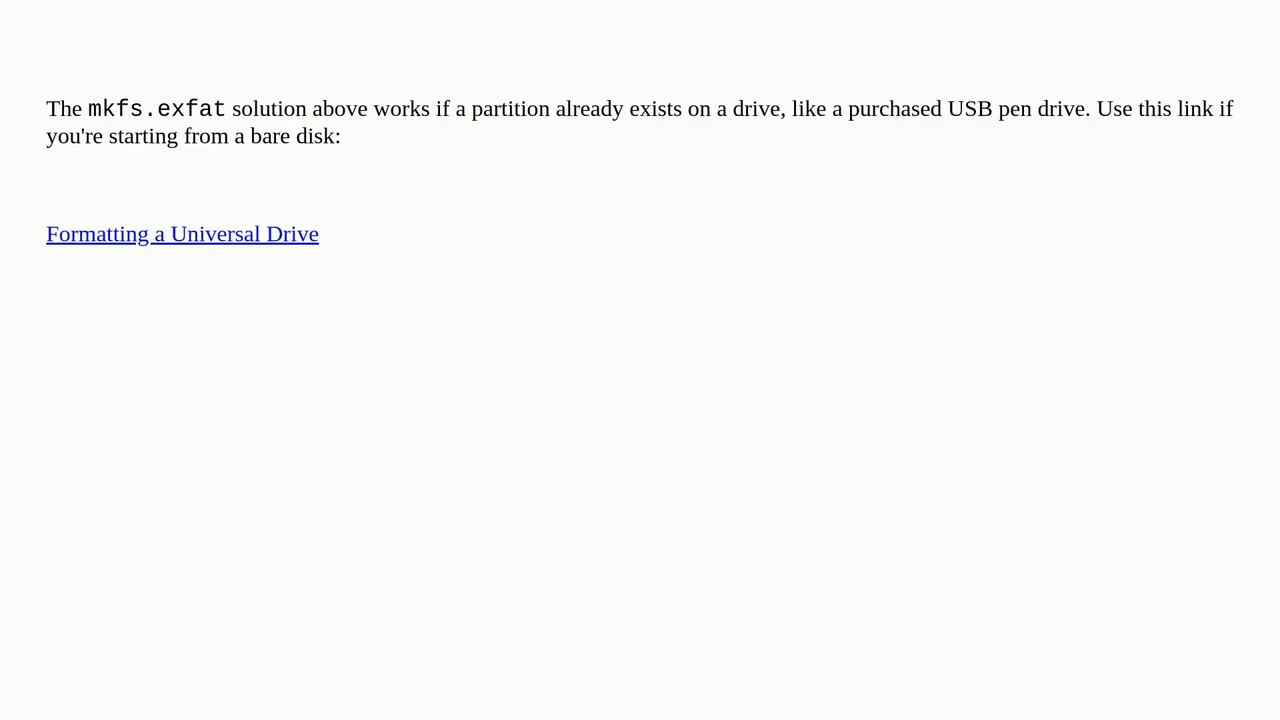 The mkfs.exfat solution above works if a partition already exists on a drive, like a purchased USB pen drive. Use this link if
you're starting from a bare disk:
Formatting a Universal Drive